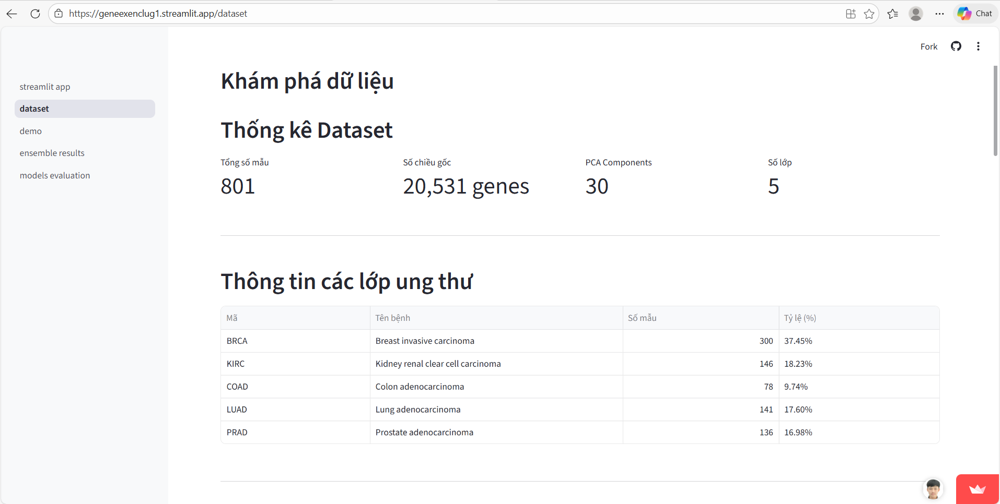 https://geneexenclug1.streamlit.app/dataset
Chat
Fork
streamlit app
dataset
demo
ensemble results
models evaluation
Khám phá dữ liệu
Thống kê Dataset
Tổng số mẫu Số chiều gốc PCA Components Số lớp
801 20,531 genes 30 5
Thông tin các lớp ung thư
Mã Tên bệnh Số mẫu Tỷ lệ (%)
BRCA Breast invasive carcinoma 300 37.45%
KIRC Kidney renal clear cell carcinoma 146 18.23%
COAD Colon adenocarcinoma 78 9.74%
LUAD Lung adenocarcinoma 141 17.60%
PRAD Prostate adenocarcinoma 136 16.98%